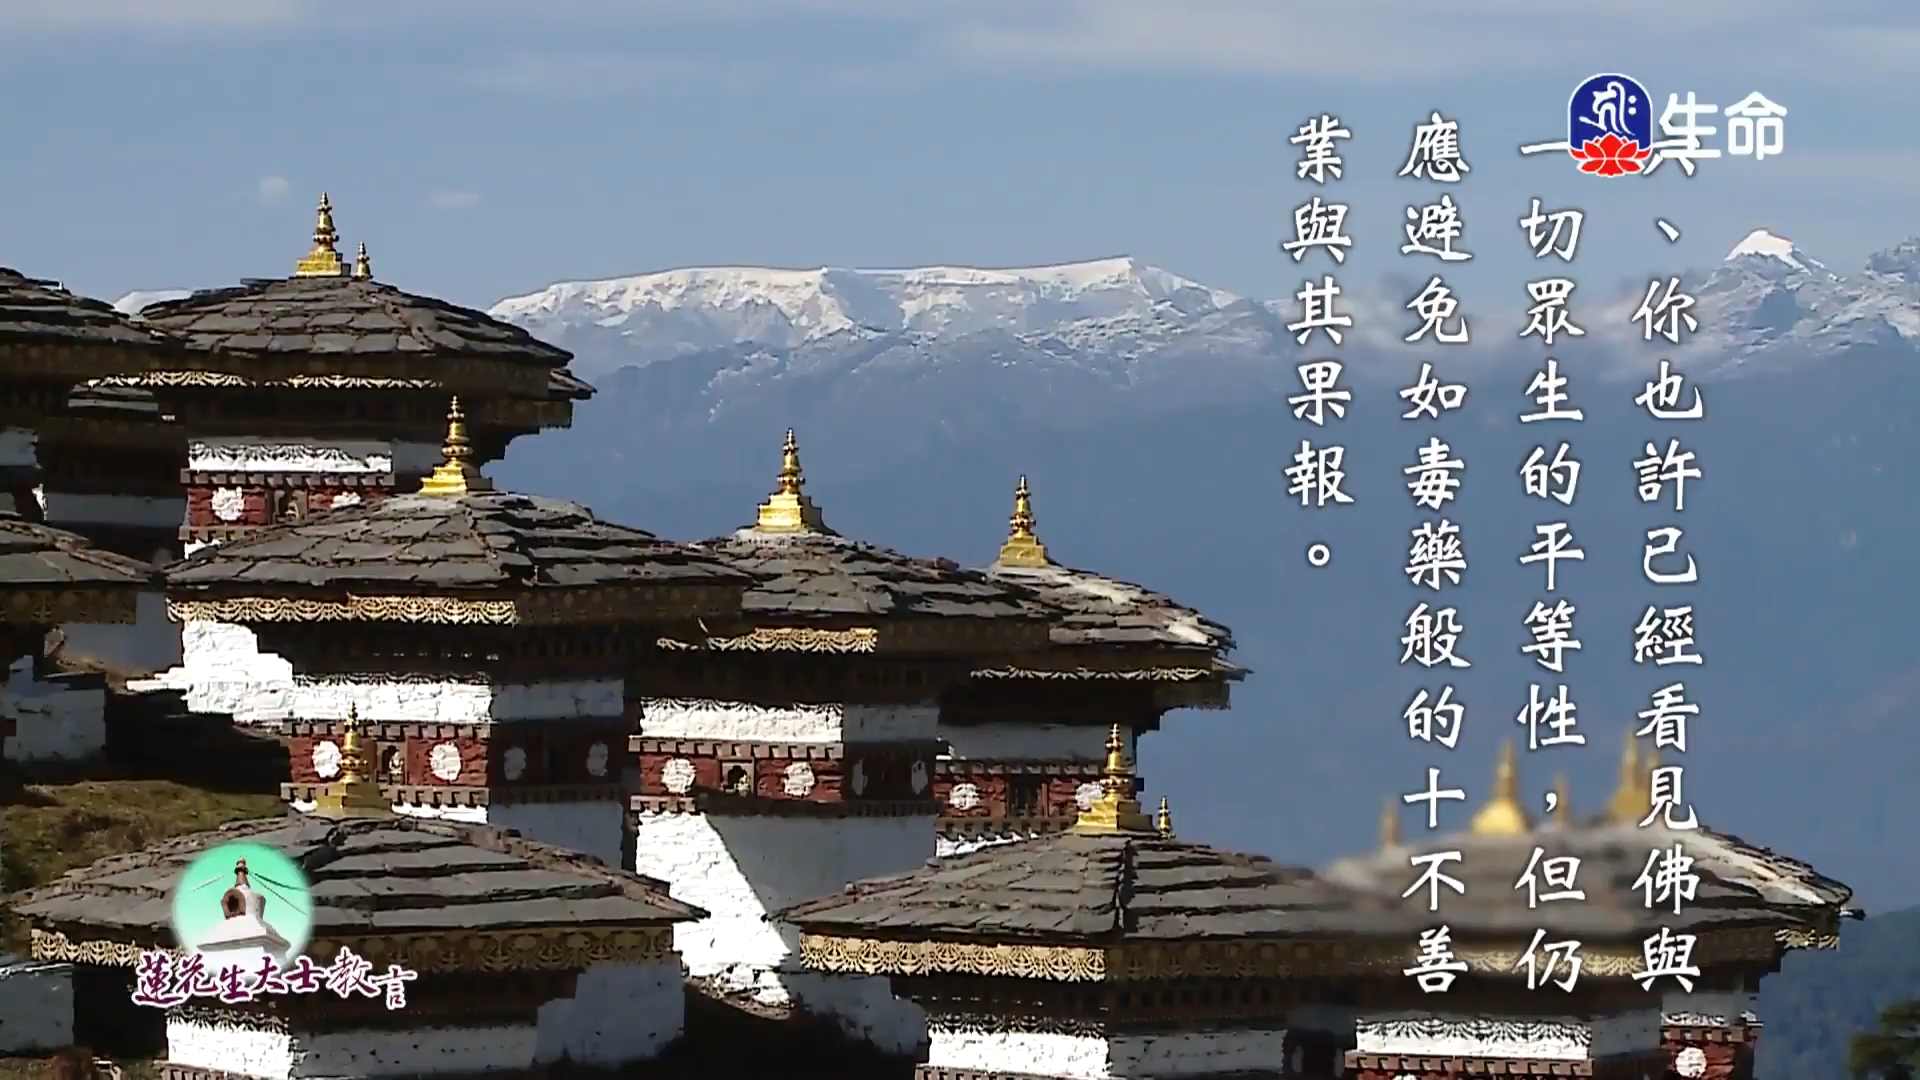 、你也許已經看見佛與
一切眾生的平等性，但仍
應避免如毒藥般的十不善
業與其果報。
生命
蓮花生大士教言